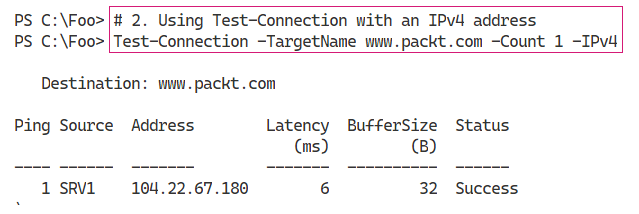 PS C:\Foo> # 2. Using Test-Connection with an IPv4 address
PS C:\Foo> Test-Connection -TargetName www.packt.com -Count 1 -IPv4
Destination: www.packt.com
Ping Source  Address         Latency  BufferSize  Status
                                (ms)         (B)
---- ------  -------         -------  ----------  ------
   1 SRV1    104.22.67.180         6          32  Success